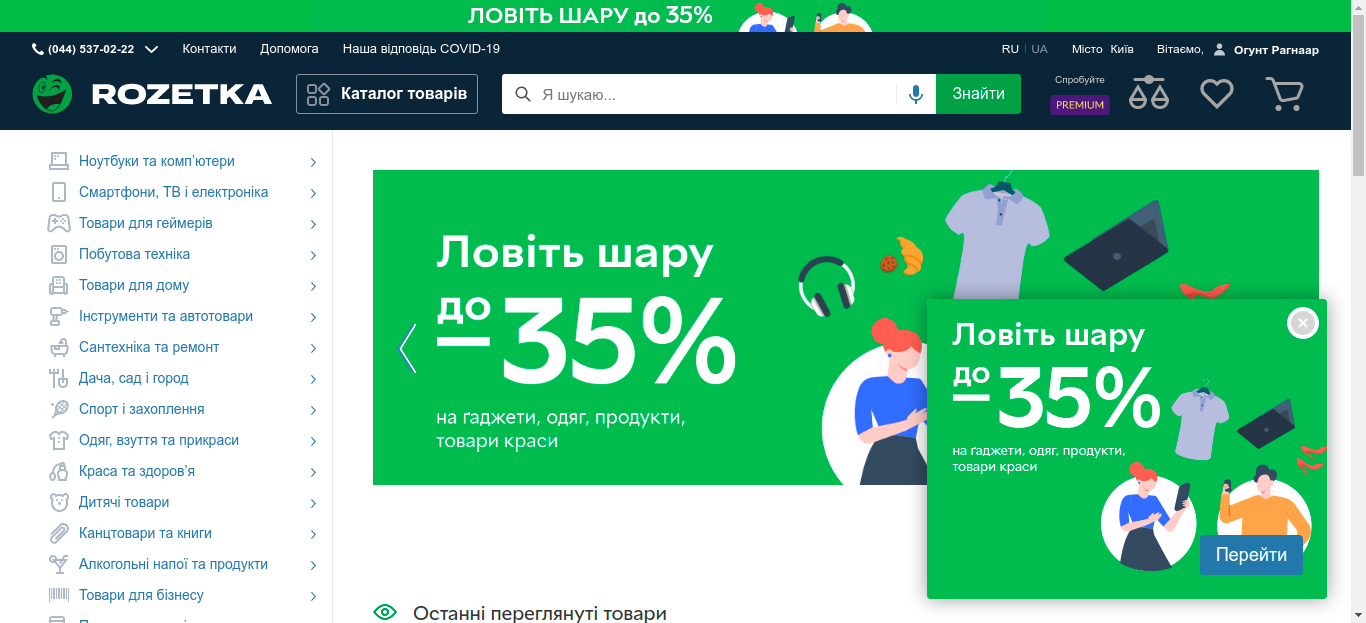 ЛОВІТЬ ШАРУ до 35%
(044) 537-02-22 Контакти Допомога Наша відповідь COVID-19 RU UA Місто Київ Вітаємо, Огунт Рагнаар
ROZETKA Каталог товарів Я шукаю... Знайти Спробуйте
PREMIUM
Ноутбуки та комп'ютери
Смартфони, ТВ і електроніка
Товари для геймерів
Побутова техніка
Товари для дому
Інструменти та автотовари
Сантехніка та ремонт
Дача, сад і город
Спорт і захоплення
Одяг, взуття та прикраси
Краса та здоров'я
Дитячі товари
Канцтовари та книги
Алкогольні напої та продукти
Товари для бізнесу
Ловіть шару
до −35%
на ґаджети, одяг, продукти,
товари краси
Ловіть шару
до −35%
на ґаджети, одяг, продукти,
товари краси
Перейти
Останні переглянуті товари